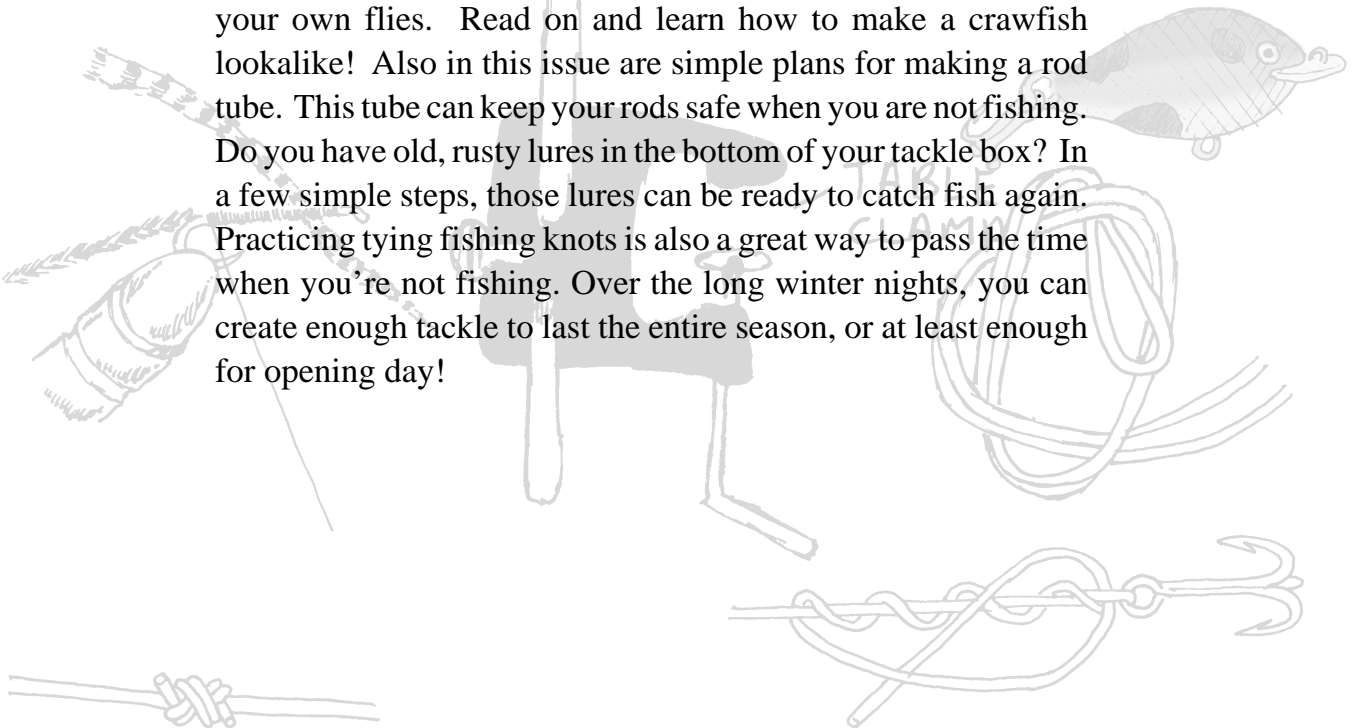 your own flies. Read on and learn how to make a crawfish
lookalike! Also in this issue are simple plans for making a rod
tube. This tube can keep your rods safe when you are not fishing.
Do you have old, rusty lures in the bottom of your tackle box? In
a few simple steps, those lures can be ready to catch fish again.
Practicing tying fishing knots is also a great way to pass the time
when you’re not fishing. Over the long winter nights, you can
create enough tackle to last the entire season, or at least enough
for opening day!
TABLE
CLAMP